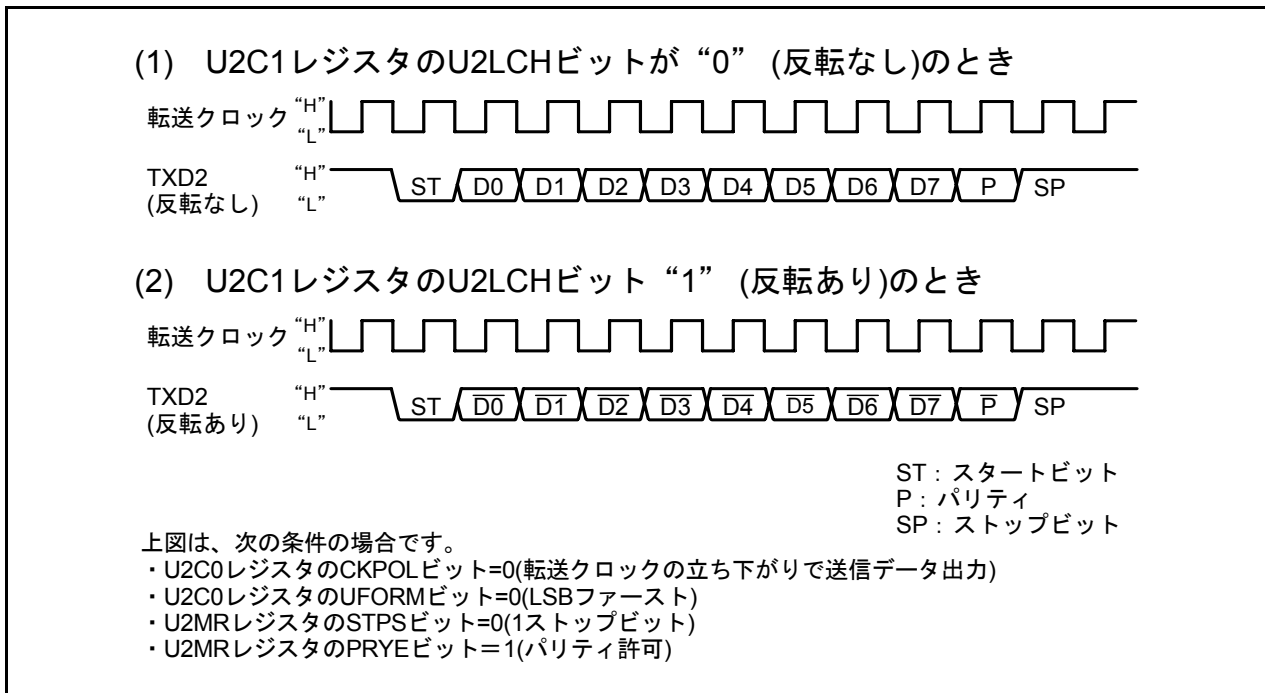 (1) U2C1レジスタのU2LCHビットが“0” (反転なし)のとき
転送クロック “H”
“L”
TXD2 “H”
(反転なし) “L”
ST D0 D1 D2 D3 D4 D5 D6 D7 P SP
(2) U2C1レジスタのU2LCHビット“1” (反転あり)のとき
転送クロック “H”
“L”
TXD2 “H”
(反転あり) “L”
ST D̅0̅ D̅1̅ D̅2̅ D̅3̅ D̅4̅ D̅5̅ D̅6̅ D̅7̅ P̅ SP
ST : スタートビット
P : パリティ
SP : ストップビット
上図は、次の条件の場合です。
・U2C0レジスタのCKPOLビット=0(転送クロックの立ち下がりで送信データ出力)
・U2C0レジスタのUFORMビット=0(LSBファースト)
・U2MRレジスタのSTPSビット=0(1ストップビット)
・U2MRレジスタのPRYEビット＝1(パリティ許可)